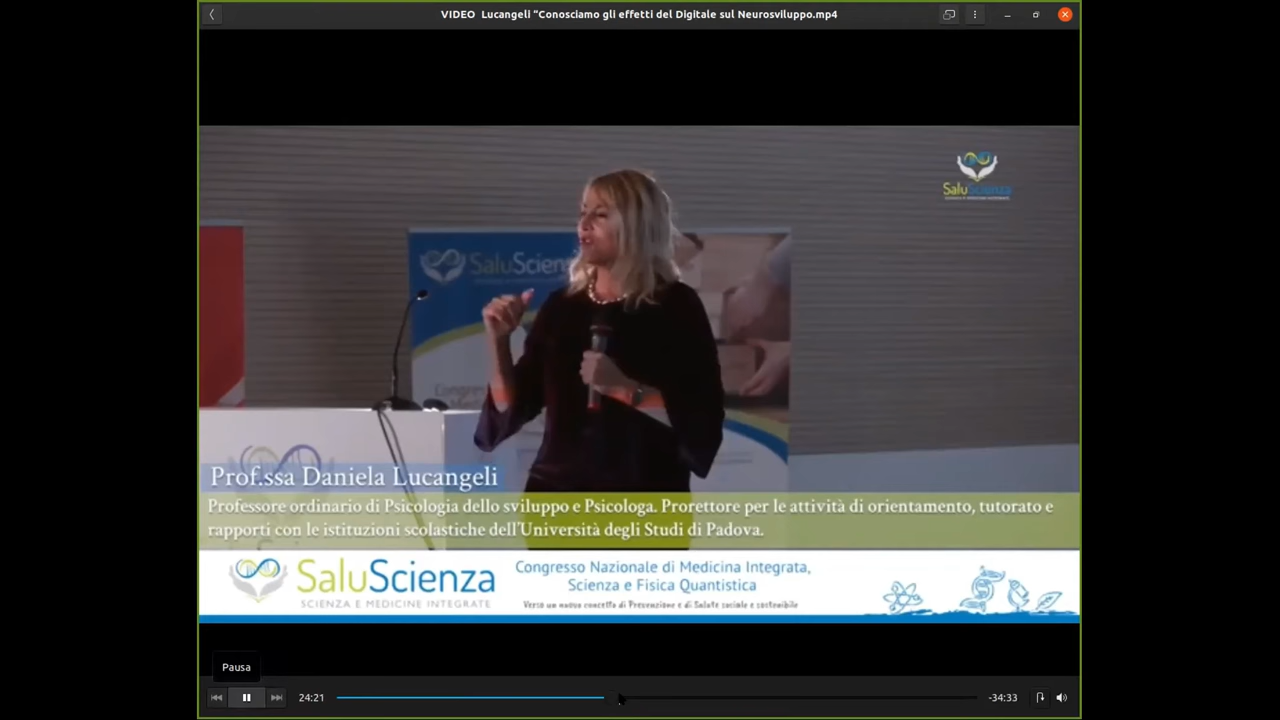 VIDEO Lucangeli “Conosciamo gli effetti del Digitale sul Neurosviluppo.mp4
SaluScienza
SaluScien
Prof.ssa Daniela Lucangeli
Professore ordinario di Psicologia dello sviluppo e Psicologa. Prorettore per le attività di orientamento, tutorato e
rapporti con le istituzioni scolastiche dell'Università degli Studi di Padova.
SaluScienza
SCIENZA E MEDICINE INTEGRATE
Congresso Nazionale di Medicina Integrata,
Scienza e Fisica Quantistica
Verso un nuovo concetto di Prevenzione e di Salute sociale e sostenibile
Pausa
24:21
-34:33